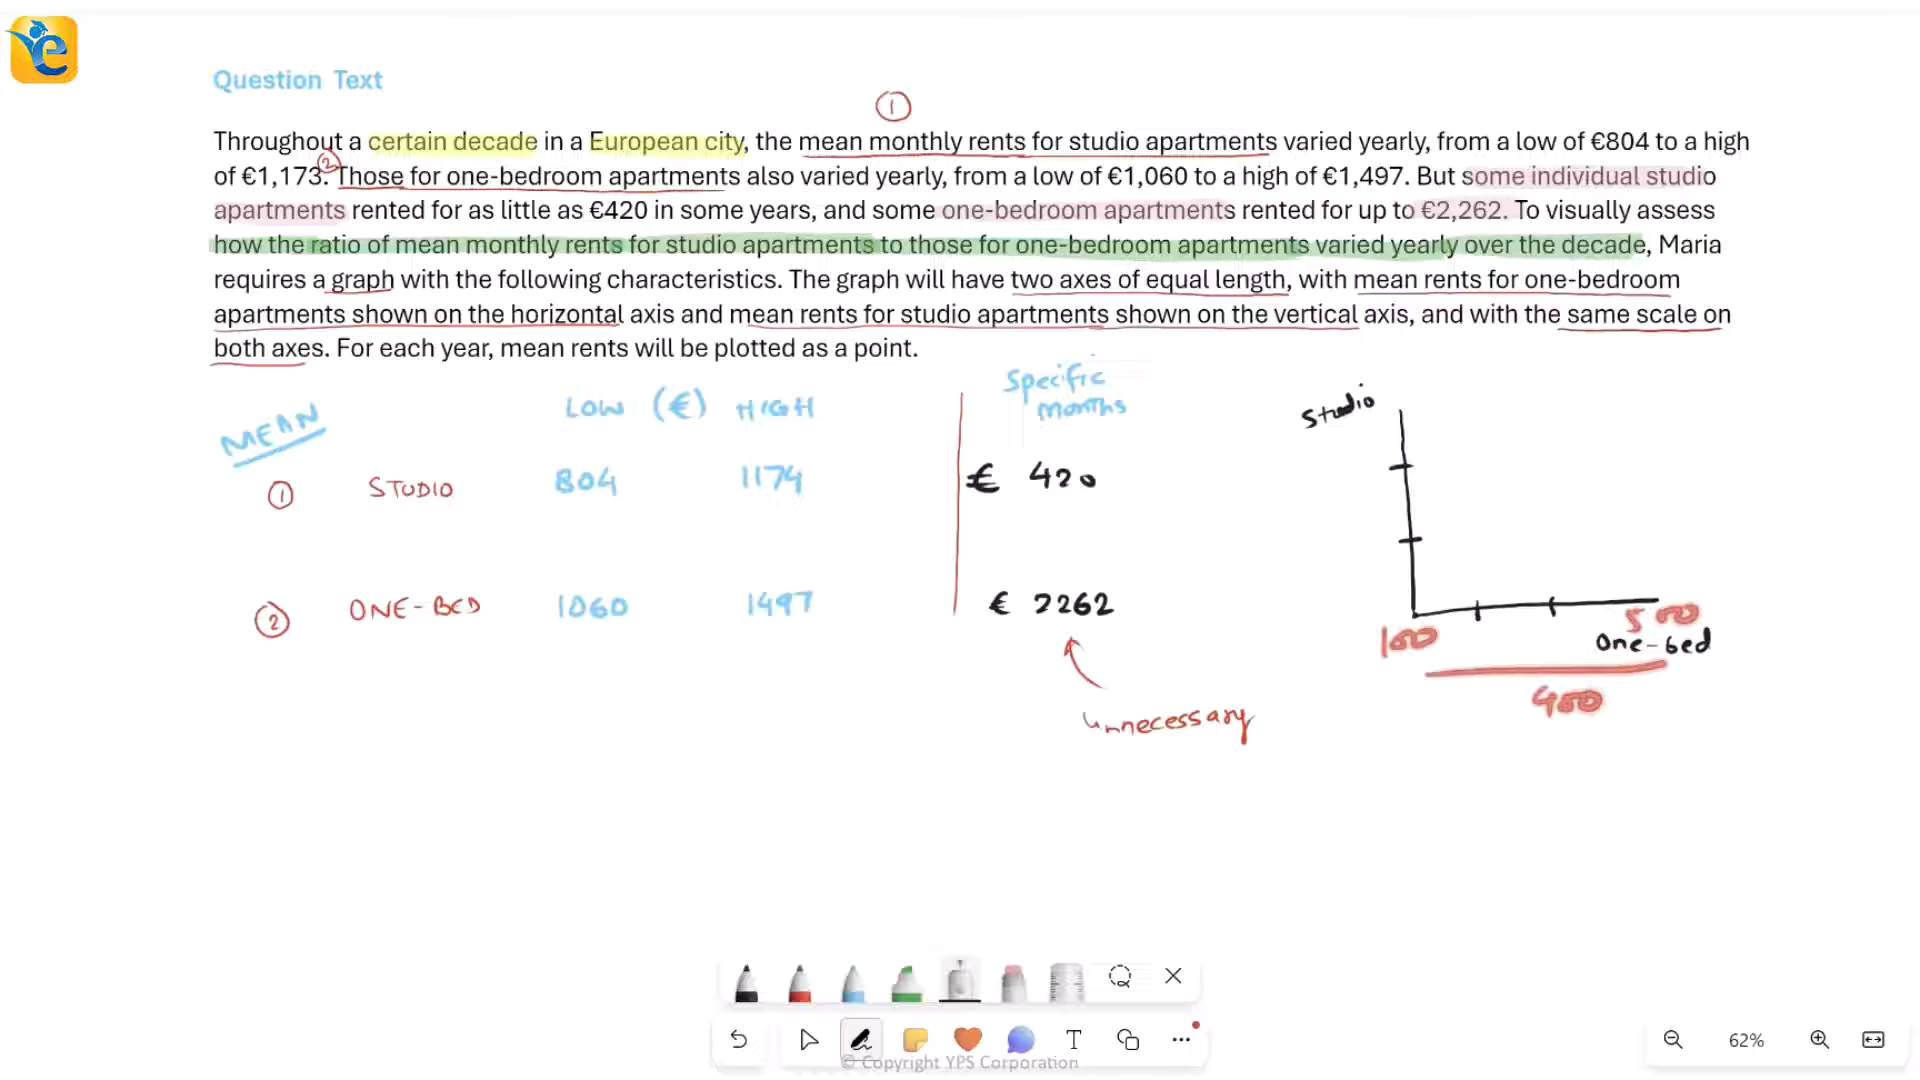 Question Text
①
Throughout a certain decade in a European city, the mean monthly rents for studio apartments varied yearly, from a low of €804 to a high
②
of €1,173. Those for one-bedroom apartments also varied yearly, from a low of €1,060 to a high of €1,497. But some individual studio
apartments rented for as little as €420 in some years, and some one-bedroom apartments rented for up to €2,262. To visually assess
how the ratio of mean monthly rents for studio apartments to those for one-bedroom apartments varied yearly over the decade, Maria
requires a graph with the following characteristics. The graph will have two axes of equal length, with mean rents for one-bedroom
apartments shown on the horizontal axis and mean rents for studio apartments shown on the vertical axis, and with the same scale on
both axes. For each year, mean rents will be plotted as a point.
MEAN
LOW (€) HIGH
Specific
months
Studio
① STUDIO 804 1174 € 420
② ONE-BED 1060 1497 € 2262
100
500
One-bed
400
unnecessary
T
© Copyright YPS Corporation
62%